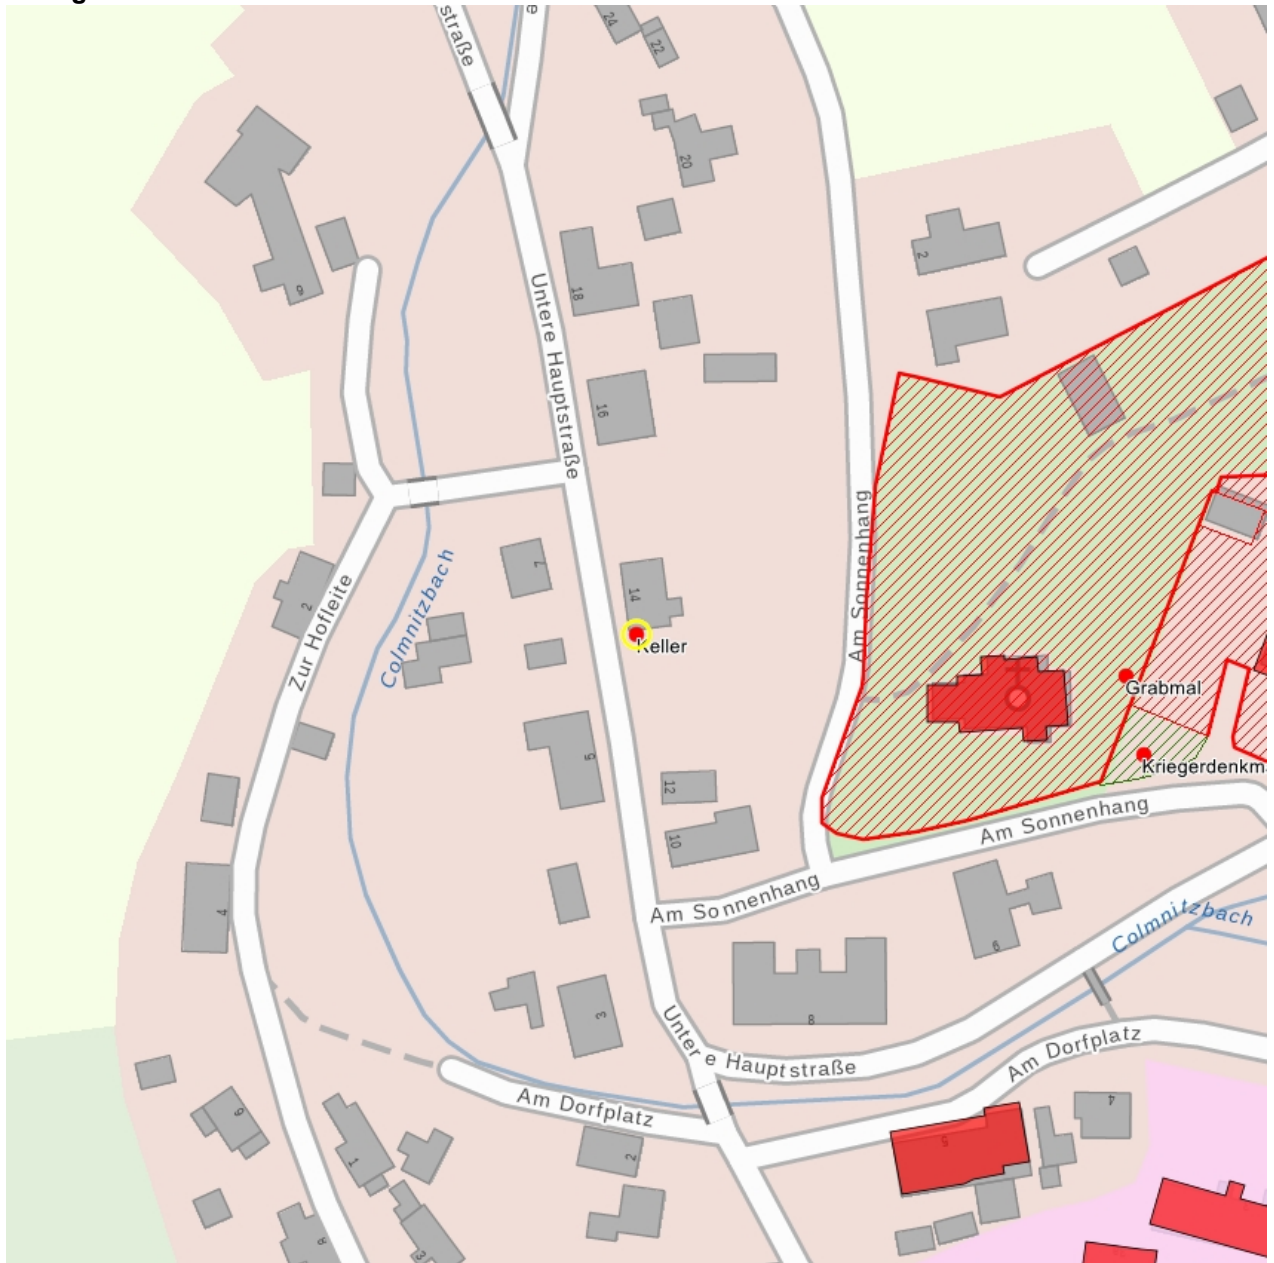 straße
e
24
22
20
2
18
Untere Hauptstraße
9
16
Am Sonnenhang
7
14
2
Zur Hofleite
Colmnitzbach
Keller
Grabmal
Kriegerdenkm
5
12
10
Am Sonnenhang
Am Sonnenhang
4
Colmnitzbach
6
3
8
Untere Hauptstraße
Am Dorfplatz
Am Dorfplatz
6
4
5
1
2
8
3